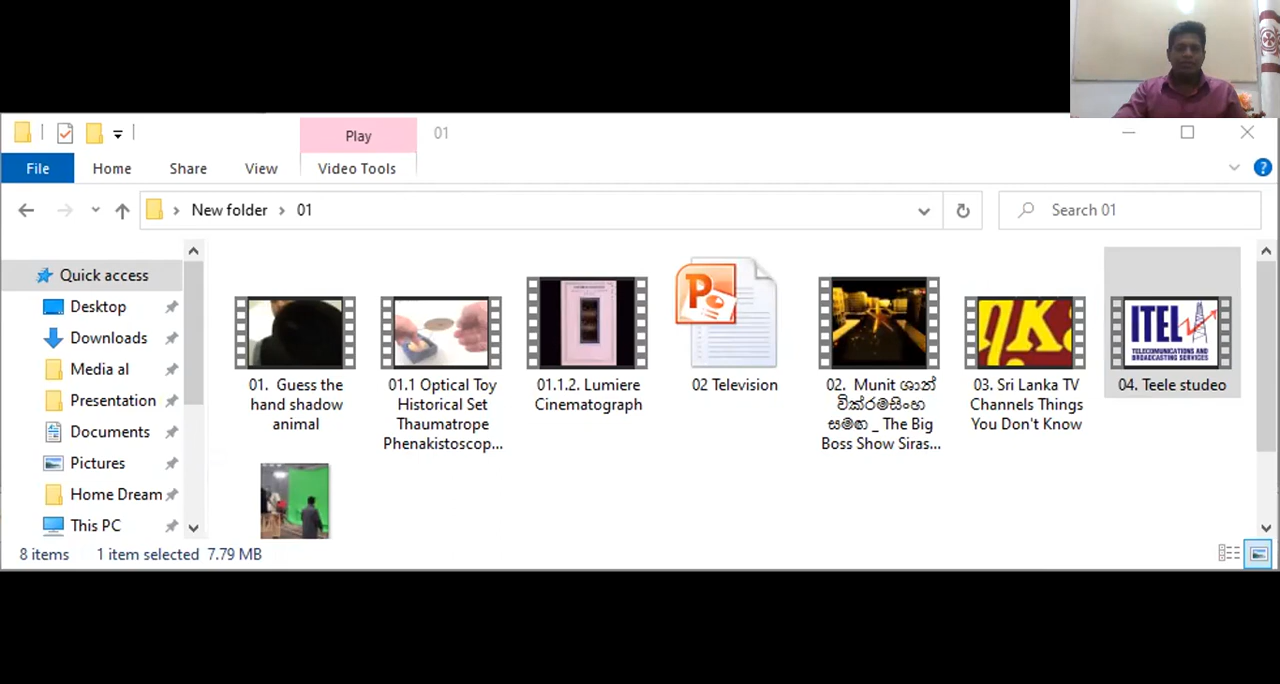 Play
01
File
Home
Share
View
Video Tools
New folder
01
Search 01
Quick access
Desktop
Downloads
Media al
Presentation
Documents
Pictures
Home Dream
This PC
01.  Guess the
hand shadow
animal
01.1 Optical Toy
Historical Set
Thaumatrope
Phenakistoscop...
01.1.2. Lumiere
Cinematograph
02 Television
02.  Munit ශාන්
වික්රමසිංහ
සමඟ _ The Big
Boss Show Siras...
03. Sri Lanka TV
Channels Things
You Don't Know
ITEL
TELECOMMUNICATIONS AND
BROADCASTING SERVICES
04. Teele studeo
8 items
1 item selected
7.79 MB